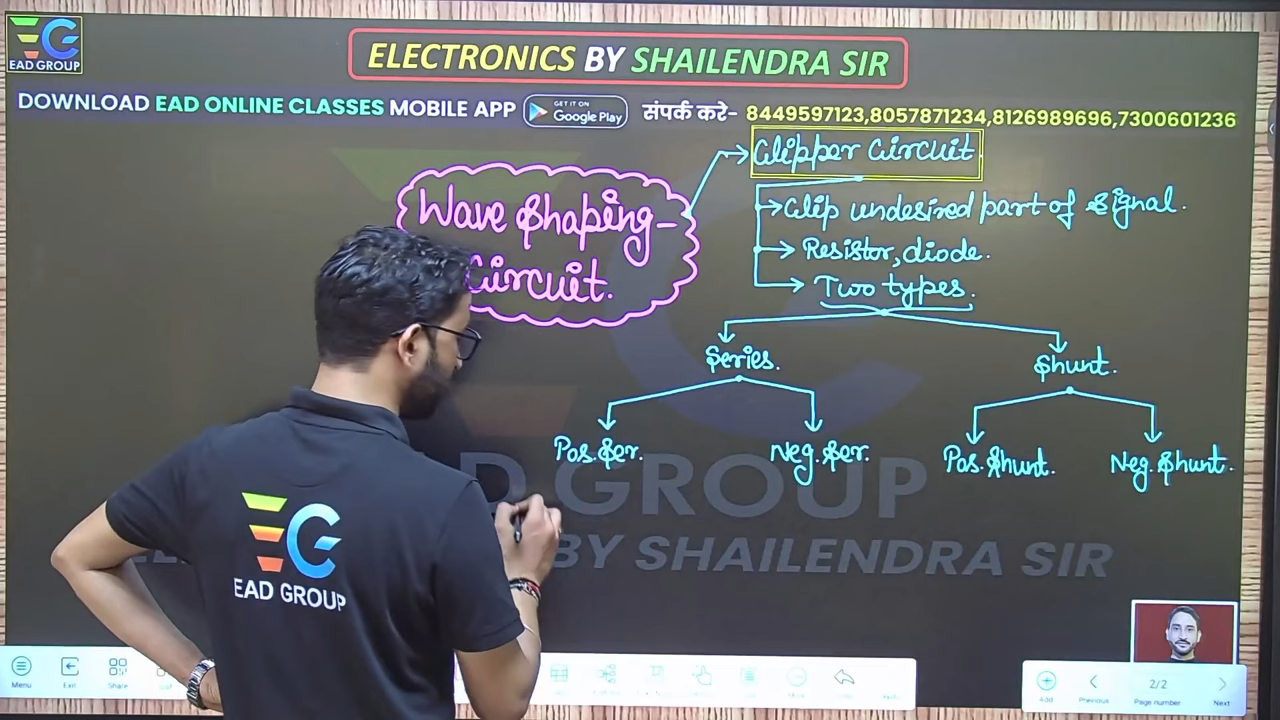 EAD GROUP
ELECTRONICS BY SHAILENDRA SIR
DOWNLOAD EAD ONLINE CLASSES MOBILE APP GET IT ON Google Play संपर्क करे- 8449597123,8057871234,8126989696,7300601236
Wave Shaping-
Circuit.
Clipper Circuit
Clip undesired part of Signal.
Resistor, diode.
Two types.
Series.
Shunt.
Pos. Ser.
Neg. Ser.
Pos. Shunt.
Neg. Shunt.
GROUP
BY SHAILENDRA SIR
EAD GROUP
Menu
Exit
Share
Add
Previous
2/2
Page number
Next